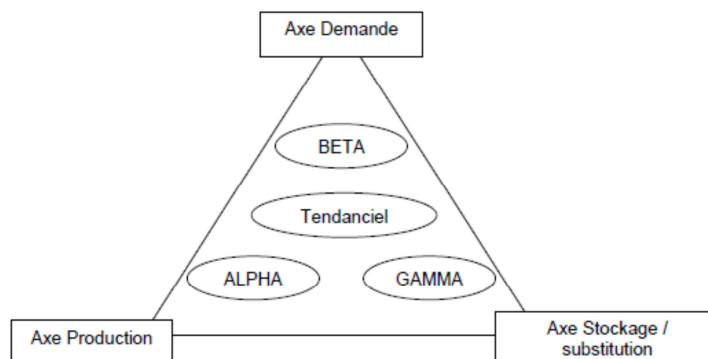 Axe Demande
BETA
Tendanciel
ALPHA
GAMMA
Axe Production
Axe Stockage /
substitution